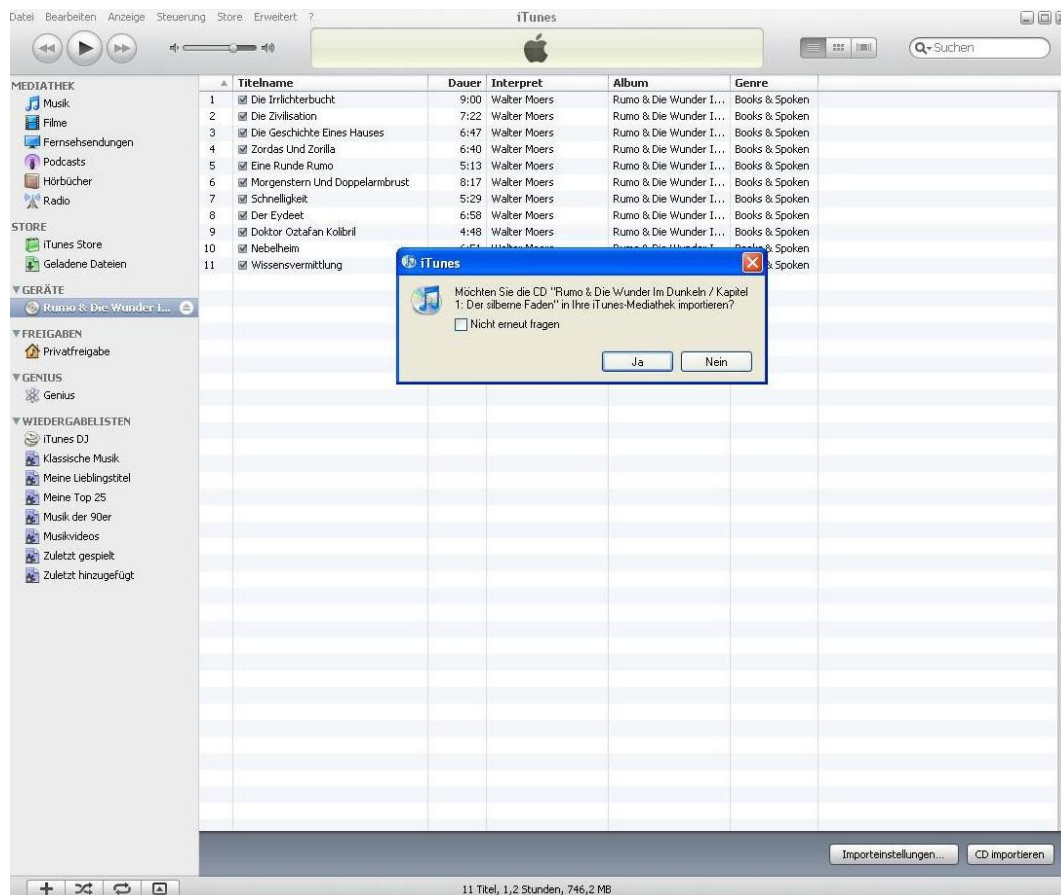 Datei Bearbeiten Anzeige Steuerung Store Erweitert ?
iTunes
Suchen
MEDIATHEK
Musik
Filme
Fernsehsendungen
Podcasts
Hörbücher
Radio
STORE
iTunes Store
Geladene Dateien
GERÄTE
Rumo & Die Wunder I...
FREIGABEN
Privatfreigabe
GENIUS
Genius
WIEDERGABELISTEN
iTunes DJ
Klassische Musik
Meine Lieblingstitel
Meine Top 25
Musik der 90er
Musikvideos
Zuletzt gespielt
Zuletzt hinzugefügt
Titelname Dauer Interpret Album Genre
1 Die Irrlichterbucht 9:00 Walter Moers Rumo & Die Wunder I... Books & Spoken
2 Die Zivilisation 7:22 Walter Moers Rumo & Die Wunder I... Books & Spoken
3 Die Geschichte Eines Hauses 6:47 Walter Moers Rumo & Die Wunder I... Books & Spoken
4 Zordas Und Zorilla 6:40 Walter Moers Rumo & Die Wunder I... Books & Spoken
5 Eine Runde Rumo 5:13 Walter Moers Rumo & Die Wunder I... Books & Spoken
6 Morgenstern Und Doppelarmbrust 8:17 Walter Moers Rumo & Die Wunder I... Books & Spoken
7 Schnelligkeit 5:29 Walter Moers Rumo & Die Wunder I... Books & Spoken
8 Der Eydeet 6:58 Walter Moers Rumo & Die Wunder I... Books & Spoken
9 Doktor Oztafan Kolibril 4:48 Walter Moers Rumo & Die Wunder I... Books & Spoken
10 Nebelheim 6:51 Walter Moers Rumo & Die Wunder I... Books & Spoken
11 Wissensvermittlung & Spoken
iTunes
Möchten Sie die CD "Rumo & Die Wunder Im Dunkeln / Kapitel
1: Der silberne Faden" in Ihre iTunes-Mediathek importieren?
Nicht erneut fragen
Ja Nein
Importeinstellungen... CD importieren
11 Titel, 1,2 Stunden, 746,2 MB